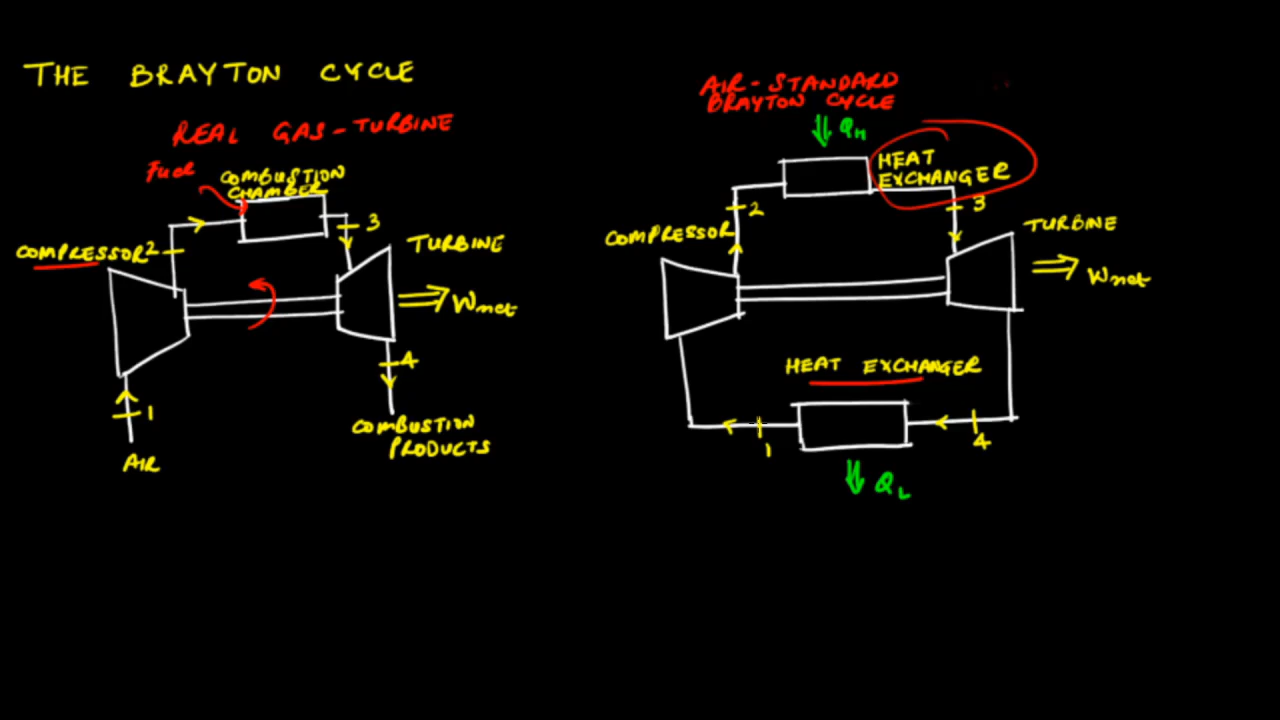 THE BRAYTON CYCLE
REAL GAS-TURBINE
Fuel
COMBUSTION
CHAMBER
COMPRESSOR
2
3
TURBINE
Wnet
4
1
AIR
COMBUSTION
PRODUCTS
AIR-STANDARD
BRAYTON CYCLE
QH
HEAT
EXCHANGER
2
3
COMPRESSOR
TURBINE
Wnet
HEAT EXCHANGER
1
4
QL